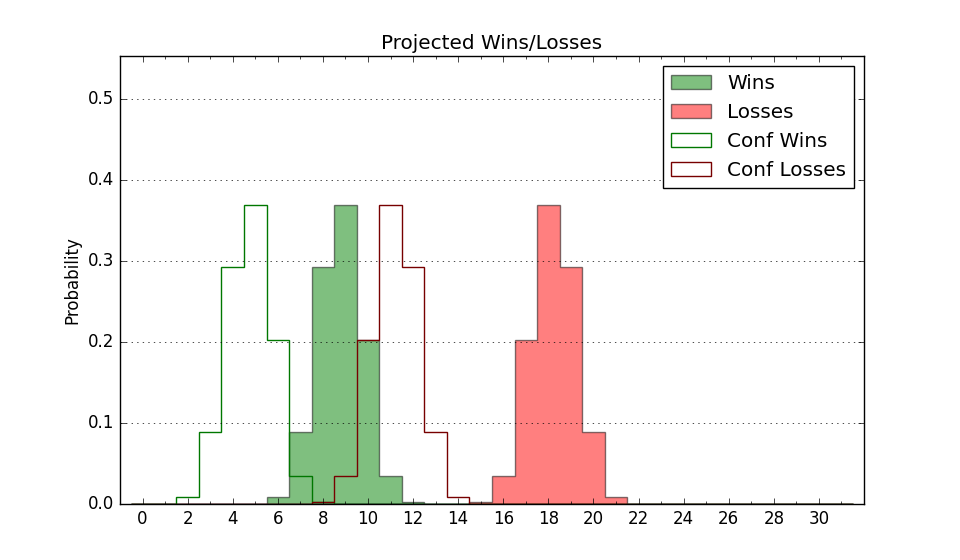 Projected Wins/Losses
Wins
Losses
Conf Wins
Conf Losses
Probability
0.5
0.4
0.3
0.2
0.1
0.0
0 2 4 6 8 10 12 14 16 18 20 22 24 26 28 30